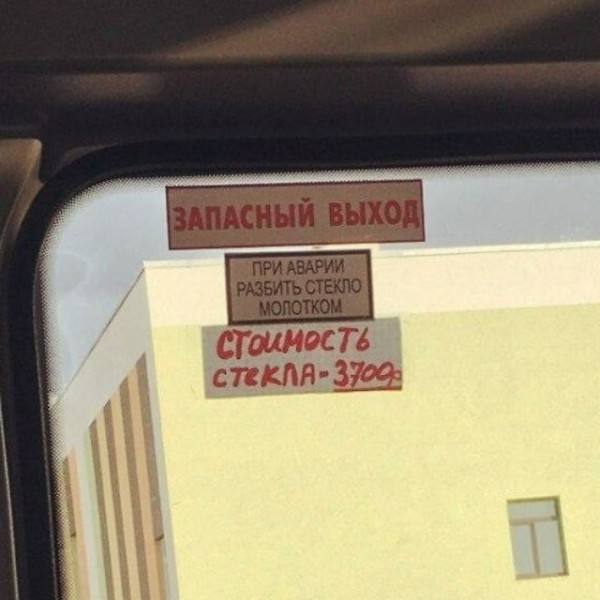 ЗАПАСНЫЙ ВЫХОД
ПРИ АВАРИИ
РАЗБИТЬ СТЕКЛО
МОЛОТКОМ
СТОИМОСТЬ
СТЕКЛА-3700р